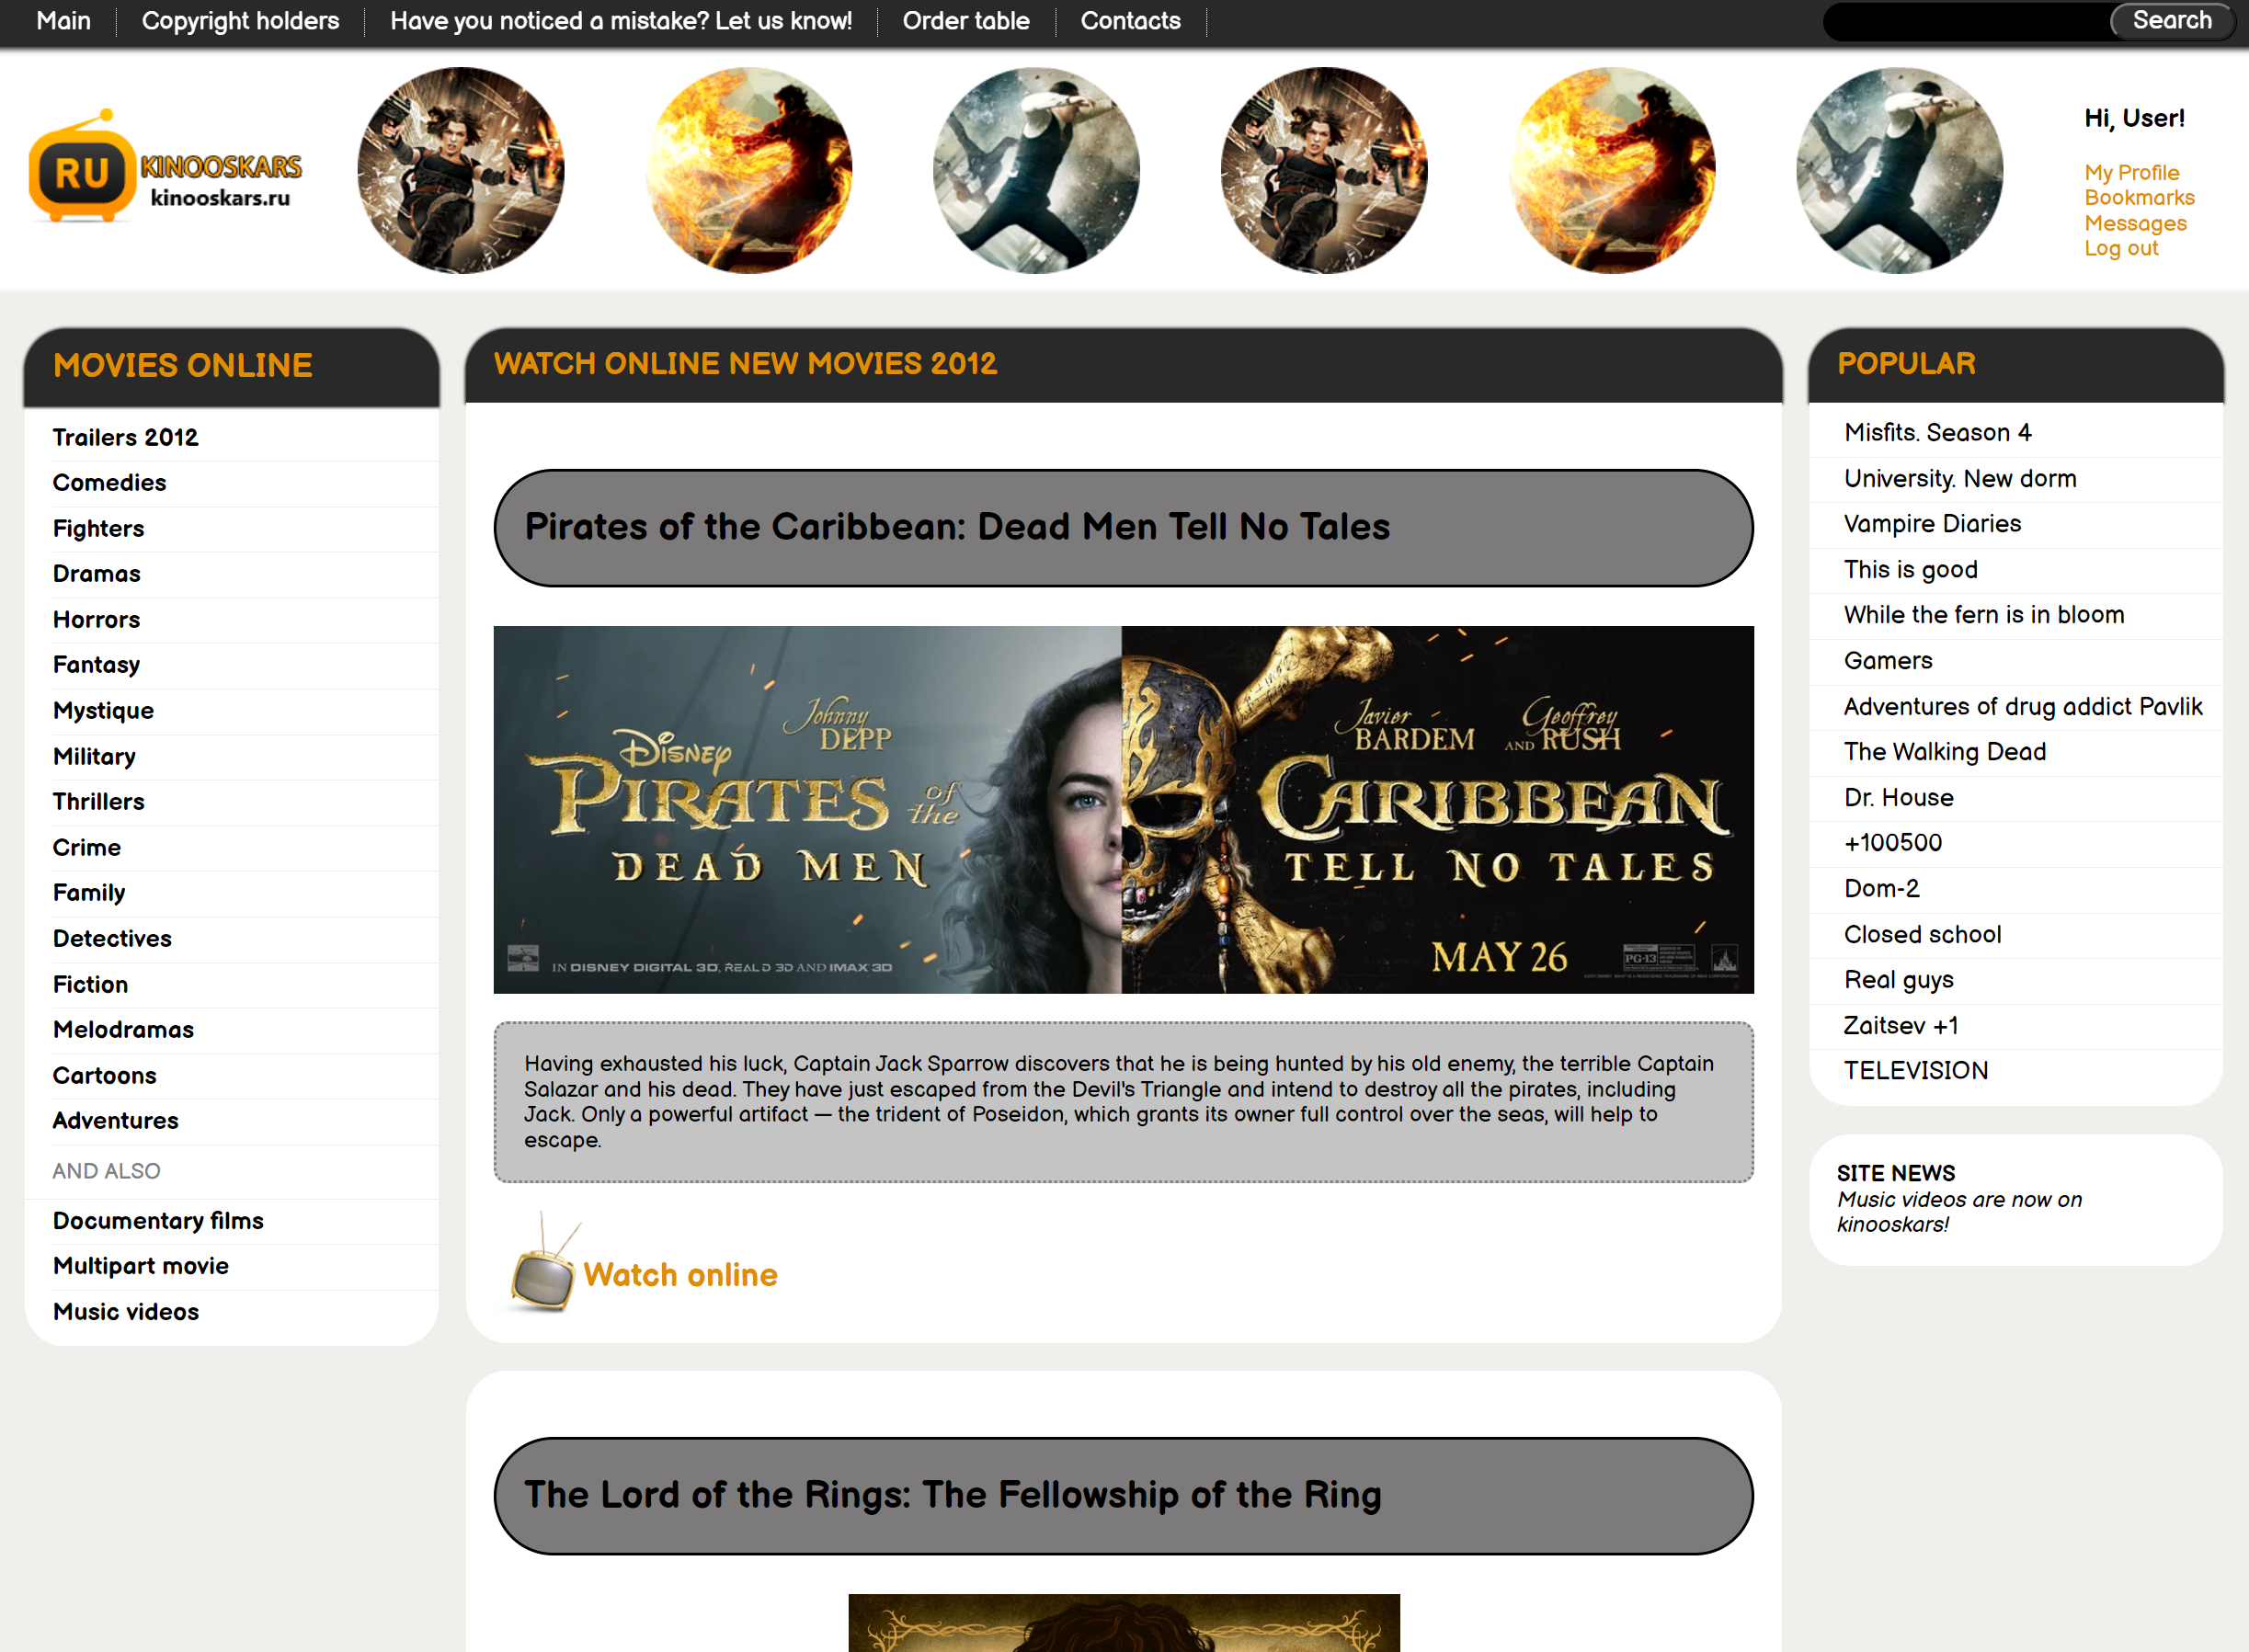 Main
Copyright holders
Have you noticed a mistake? Let us know!
Order table
Contacts
Search
RU
KINOOSKARS
kinooskars.ru
Hi, User!
My Profile
Bookmarks
Messages
Log out
MOVIES ONLINE
Trailers 2012
Comedies
Fighters
Dramas
Horrors
Fantasy
Mystique
Military
Thrillers
Crime
Family
Detectives
Fiction
Melodramas
Cartoons
Adventures
AND ALSO
Documentary films
Multipart movie
Music videos
WATCH ONLINE NEW MOVIES 2012
Pirates of the Caribbean: Dead Men Tell No Tales
Johnny
DEPP
DISNEY
PIRATES of the
DEAD MEN
IN DISNEY DIGITAL 3D, REAL D 3D AND IMAX 3D
Javier
BARDEM
AND Geoffrey
RUSH
CARIBBEAN
TELL NO TALES
MAY 26
PG-13
Having exhausted his luck, Captain Jack Sparrow discovers that he is being hunted by his old enemy, the terrible Captain
Salazar and his dead. They have just escaped from the Devil's Triangle and intend to destroy all the pirates, including
Jack. Only a powerful artifact — the trident of Poseidon, which grants its owner full control over the seas, will help to
escape.
Watch online
The Lord of the Rings: The Fellowship of the Ring
POPULAR
Misfits. Season 4
University. New dorm
Vampire Diaries
This is good
While the fern is in bloom
Gamers
Adventures of drug addict Pavlik
The Walking Dead
Dr. House
+100500
Dom-2
Closed school
Real guys
Zaitsev +1
TELEVISION
SITE NEWS
Music videos are now on
kinooskars!